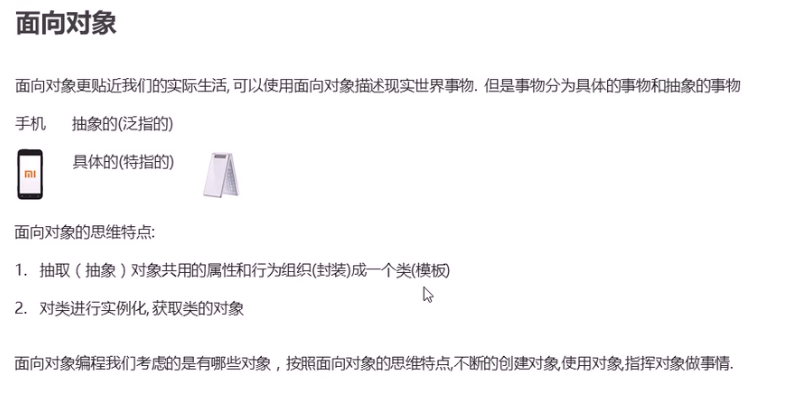 面向对象
面向对象更贴近我们的实际生活, 可以使用面向对象描述现实世界事物. 但是事物分为具体的事物和抽象的事物
手机 抽象的(泛指的)
具体的(特指的)
面向对象的思维特点:
1. 抽取（抽象）对象共用的属性和行为组织(封装)成一个类(模板)
2. 对类进行实例化, 获取类的对象
面向对象编程我们考虑的是有哪些对象，按照面向对象的思维特点,不断的创建对象,使用对象,指挥对象做事情.